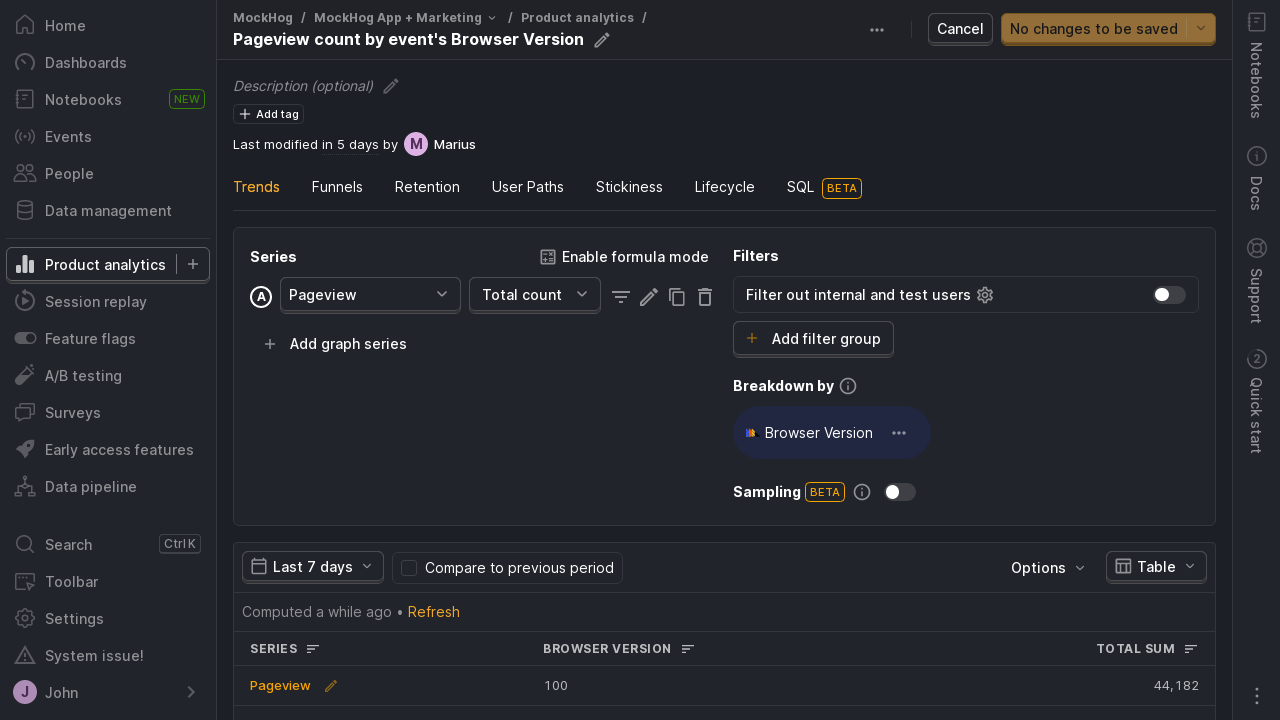 Home
Dashboards
Notebooks NEW
Events
People
Data management
Product analytics
Session replay
Feature flags
A/B testing
Surveys
Early access features
Data pipeline
Search Ctrl K
Toolbar
Settings
System issue!
J John
MockHog / MockHog App + Marketing / Product analytics /
Pageview count by event's Browser Version
Cancel
No changes to be saved
Description (optional)
Add tag
Last modified in 5 days by M Marius
Trends Funnels Retention User Paths Stickiness Lifecycle SQL BETA
Series
Enable formula mode
A Pageview Total count
Add graph series
Filters
Filter out internal and test users
Add filter group
Breakdown by
Browser Version
Sampling BETA
Last 7 days Compare to previous period Options Table
Computed a while ago • Refresh
SERIES BROWSER VERSION TOTAL SUM
Pageview 100 44,182
Notebooks
Docs
Support
2 Quick start